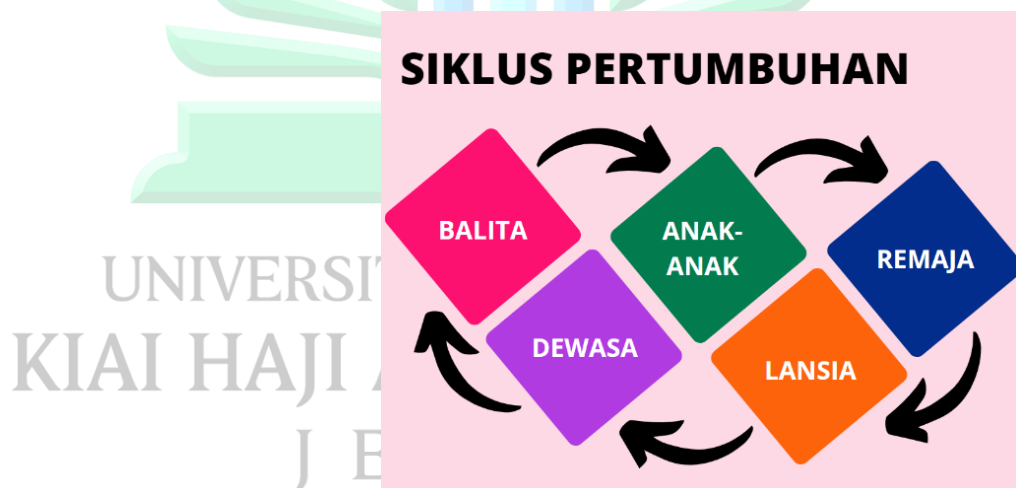 SIKLUS PERTUMBUHAN
BALITA
ANAK-
ANAK
REMAJA
DEWASA
LANSIA
UNIVERSIT
KIAI HAJI
J E